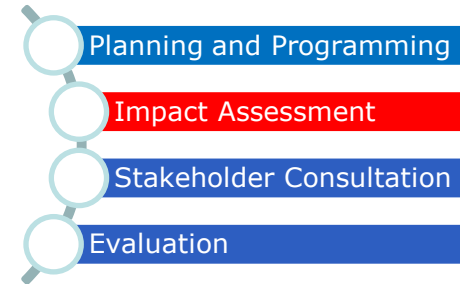 Planning and Programming
Impact Assessment
Stakeholder Consultation
Evaluation